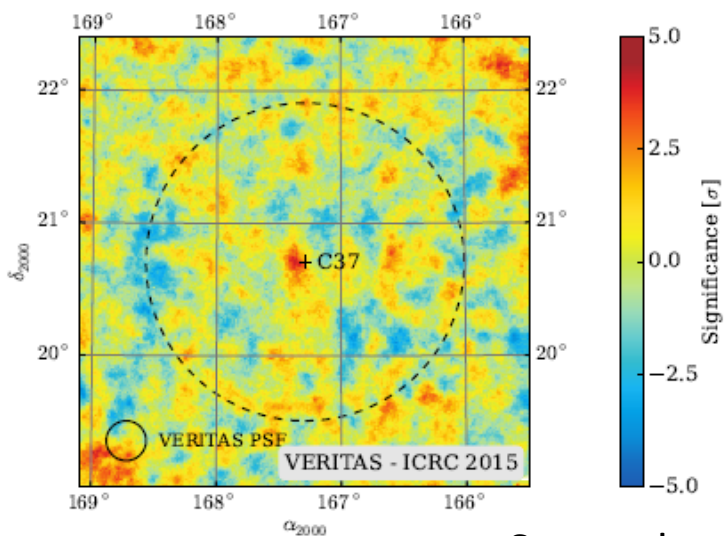 169° 168° 167° 166°
5.0
22° 22°
2.5
21° 21°
δ2000
C37
0.0
Significance [σ]
20° 20°
−2.5
VERITAS PSF
VERITAS - ICRC 2015
−5.0
169° 168° 167° 166°
α2000